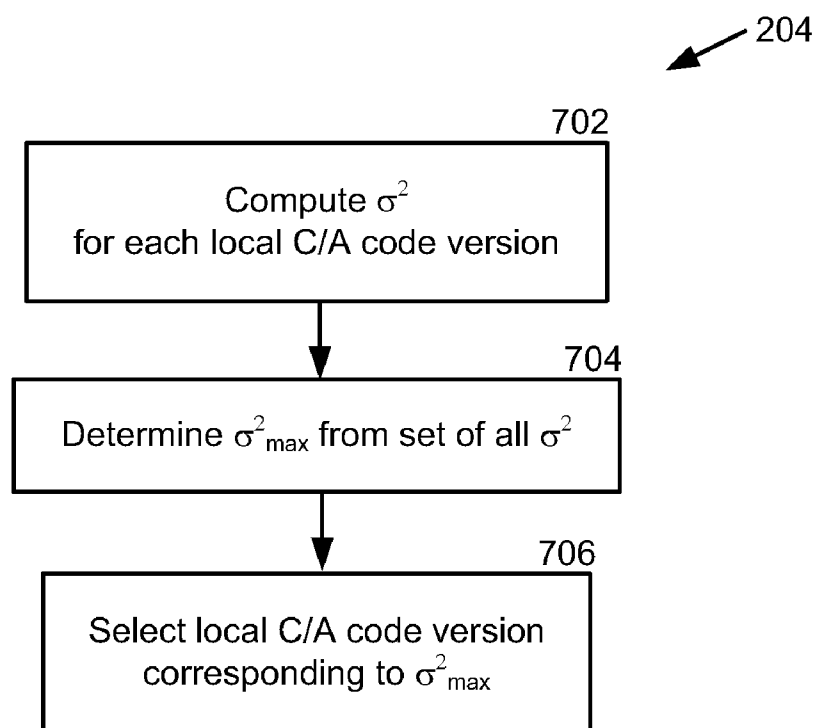 204
702
Compute σ²
for each local C/A code version
704
Determine σ²max from set of all σ²
706
Select local C/A code version
corresponding to σ²max